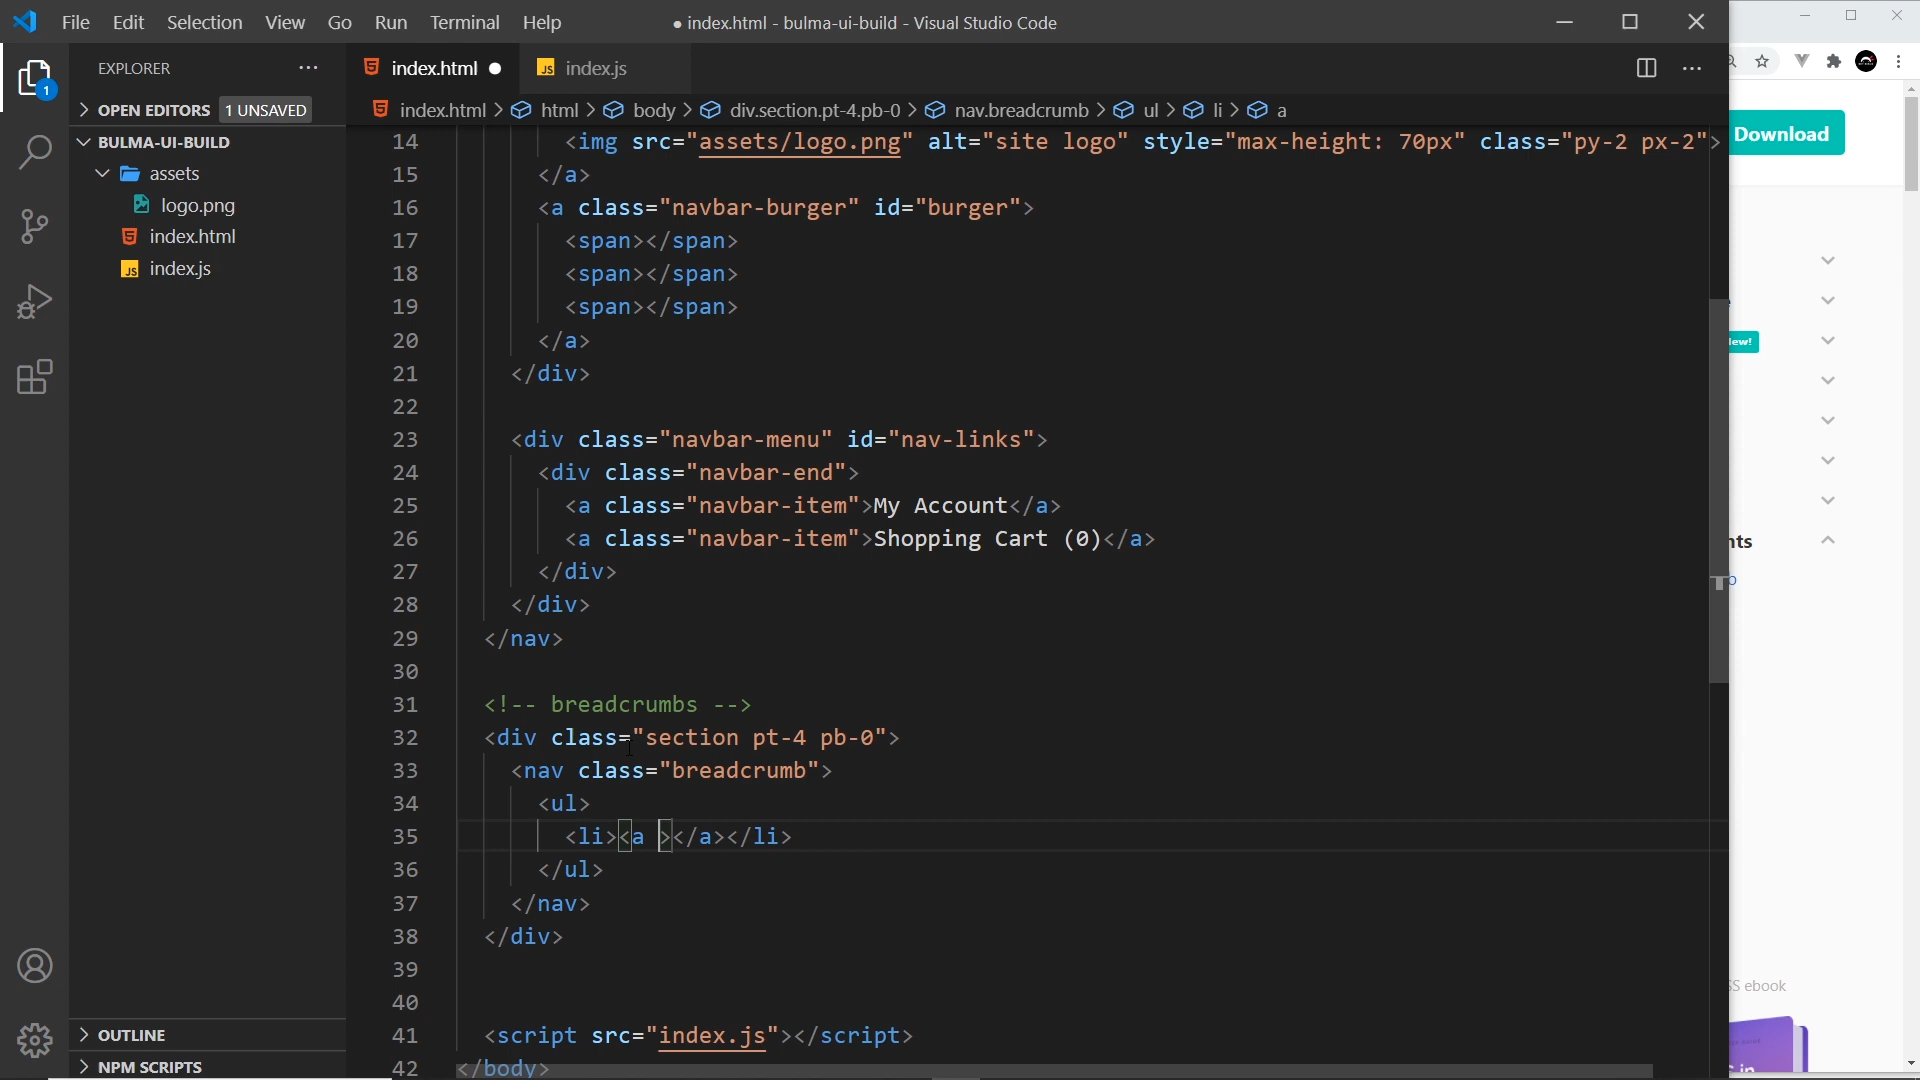 File Edit Selection View Go Run Terminal Help
● index.html - bulma-ui-build - Visual Studio Code
EXPLORER
OPEN EDITORS 1 UNSAVED
BULMA-UI-BUILD
assets
logo.png
index.html
JS index.js
OUTLINE
NPM SCRIPTS
1
index.html ●
JS index.js
index.html > html > body > div.section.pt-4.pb-0 > nav.breadcrumb > ul > li > a
14 <img src="assets/logo.png" alt="site logo" style="max-height: 70px" class="py-2 px-2">
15 </a>
16 <a class="navbar-burger" id="burger">
17 <span></span>
18 <span></span>
19 <span></span>
20 </a>
21 </div>
22
23 <div class="navbar-menu" id="nav-links">
24 <div class="navbar-end">
25 <a class="navbar-item">My Account</a>
26 <a class="navbar-item">Shopping Cart (0)</a>
27 </div>
28 </div>
29 </nav>
30
31 <!-- breadcrumbs -->
32 <div class="section pt-4 pb-0">
33 <nav class="breadcrumb">
34 <ul>
35 <li><a ></a></li>
36 </ul>
37 </nav>
38 </div>
39
40
41 <script src="index.js"></script>
42 </body>
Download
ew!
nts
ebook